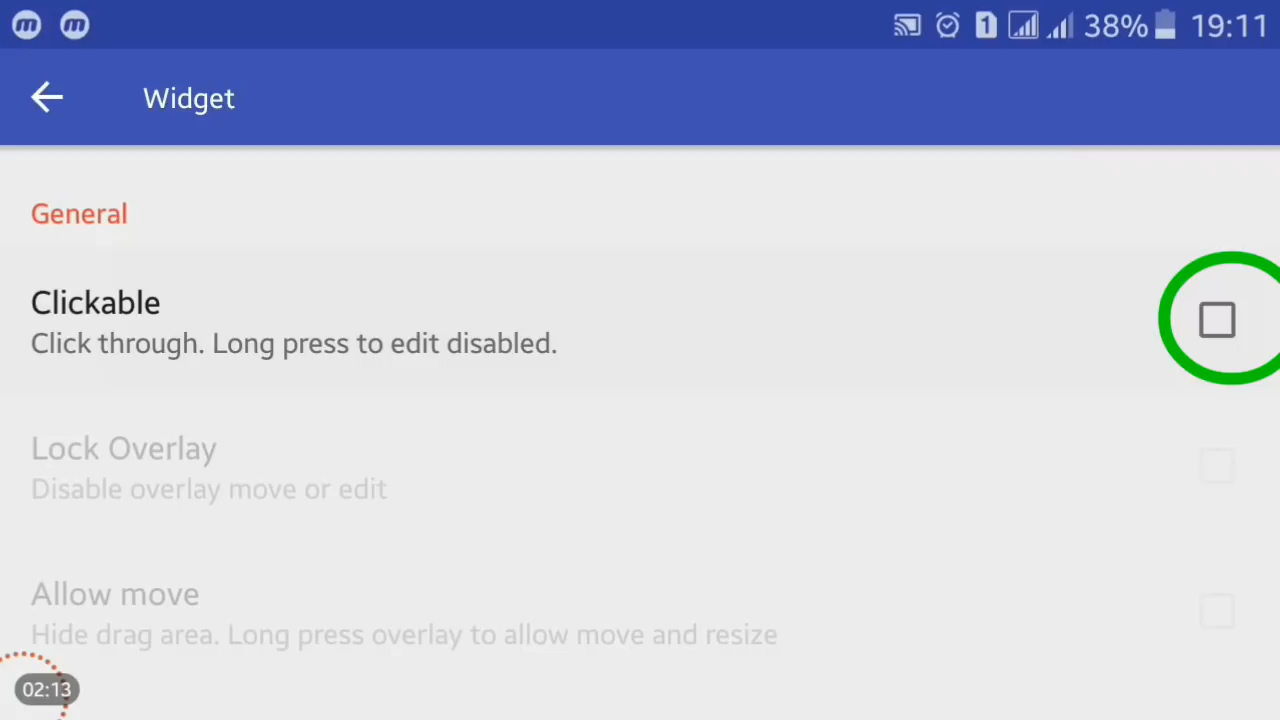 1 38% 19:11
Widget
General
Clickable
Click through. Long press to edit disabled.
Lock Overlay
Disable overlay move or edit
Allow move
Hide drag area. Long press overlay to allow move and resize
02:13